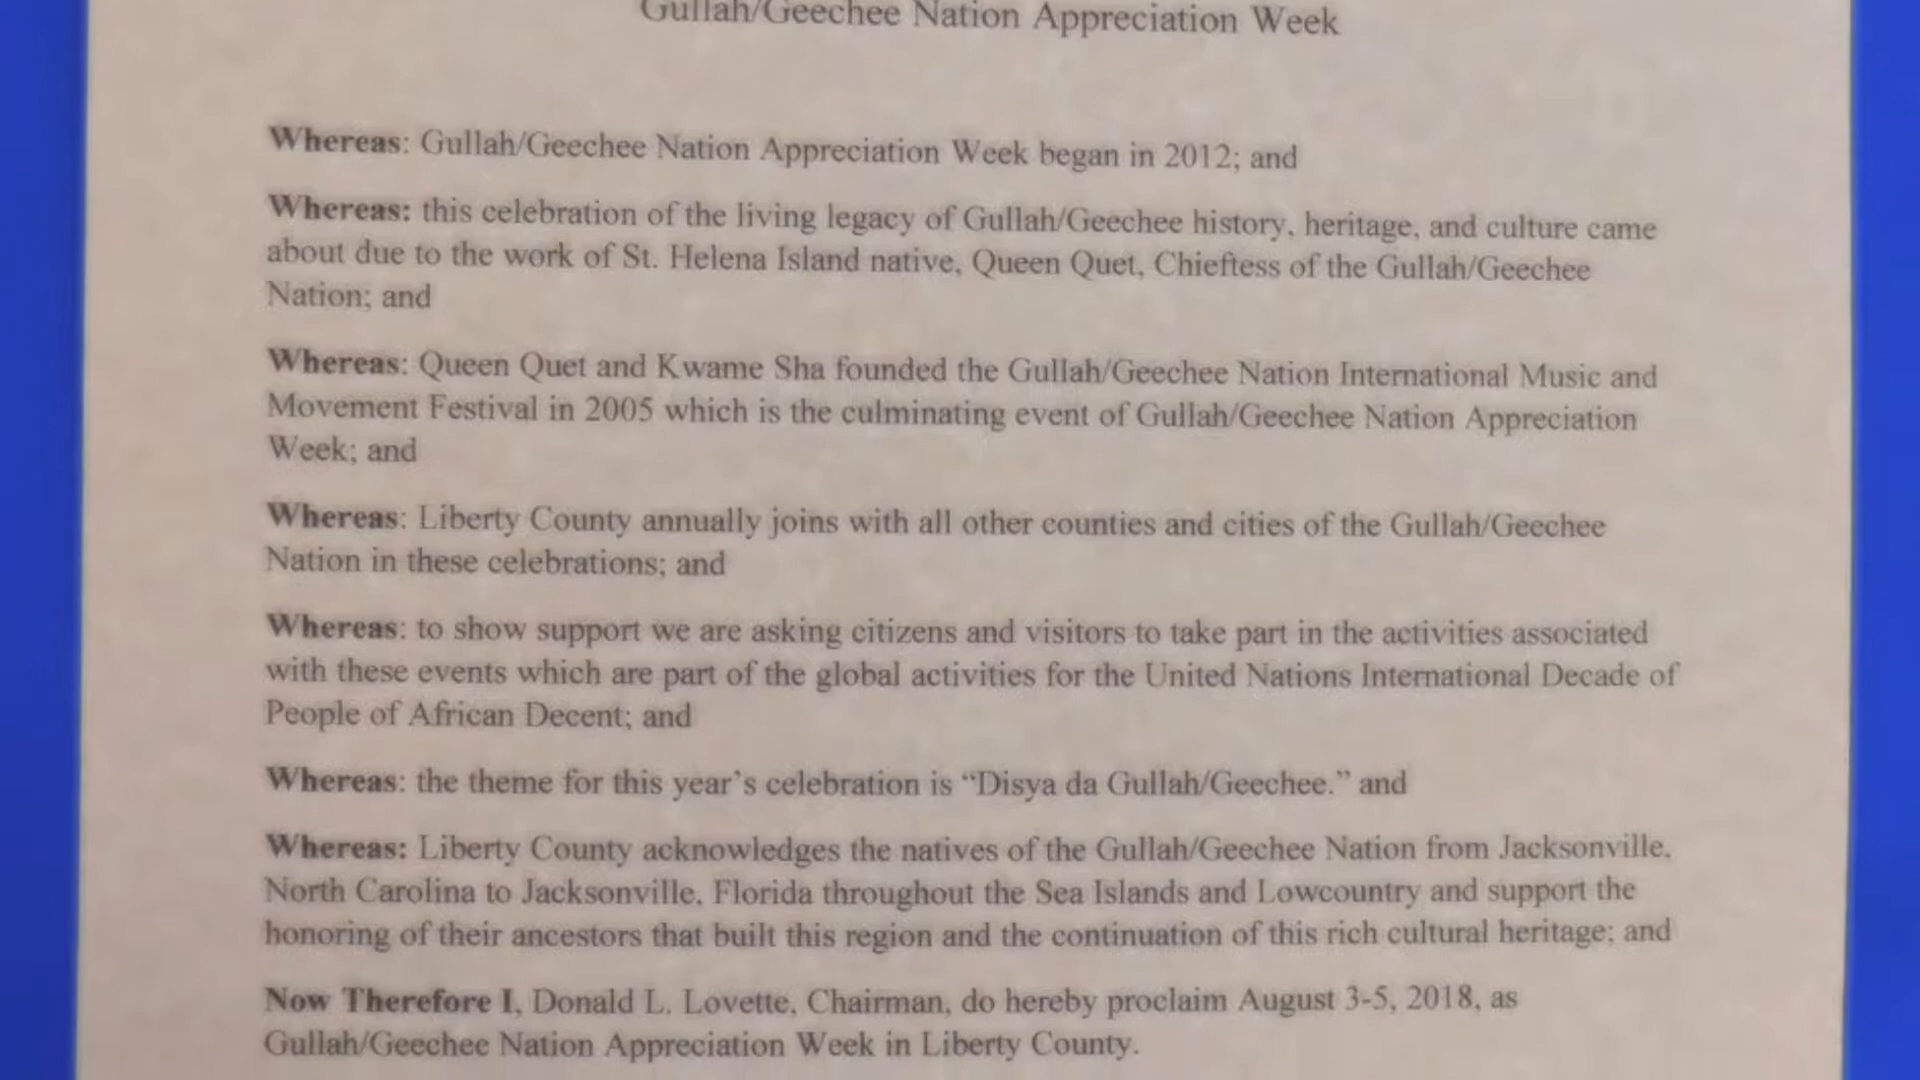 Gullah/Geechee Nation Appreciation Week
Whereas: Gullah/Geechee Nation Appreciation Week began in 2012; and
Whereas: this celebration of the living legacy of Gullah/Geechee history, heritage, and culture came
about due to the work of St. Helena Island native, Queen Quet, Chieftess of the Gullah/Geechee
Nation; and
Whereas: Queen Quet and Kwame Sha founded the Gullah/Geechee Nation International Music and
Movement Festival in 2005 which is the culminating event of Gullah/Geechee Nation Appreciation
Week; and
Whereas: Liberty County annually joins with all other counties and cities of the Gullah/Geechee
Nation in these celebrations; and
Whereas: to show support we are asking citizens and visitors to take part in the activities associated
with these events which are part of the global activities for the United Nations International Decade of
People of African Decent; and
Whereas: the theme for this year's celebration is “Disya da Gullah/Geechee.” and
Whereas: Liberty County acknowledges the natives of the Gullah/Geechee Nation from Jacksonville,
North Carolina to Jacksonville, Florida throughout the Sea Islands and Lowcountry and support the
honoring of their ancestors that built this region and the continuation of this rich cultural heritage; and
Now Therefore I, Donald L. Lovette, Chairman, do hereby proclaim August 3-5, 2018, as
Gullah/Geechee Nation Appreciation Week in Liberty County.